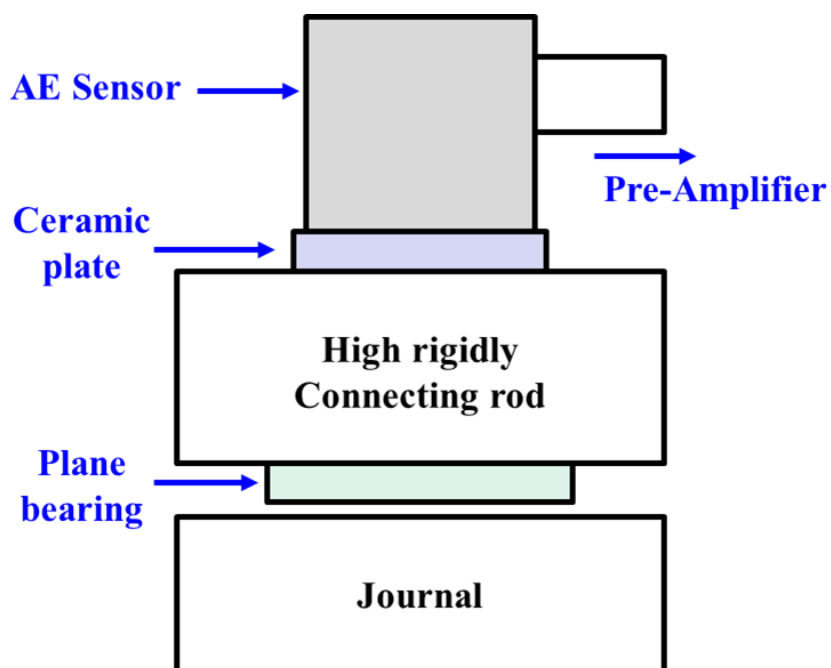 AE Sensor
Pre-Amplifier
Ceramic
plate
High rigidly
Connecting rod
Plane
bearing
Journal